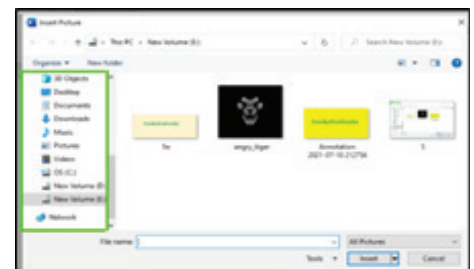 Insert Picture
This PC › New Volume (E:)
Search New Volume (E:)
Organize
New folder
3D Objects
Desktop
Documents
Downloads
Music
Pictures
Videos
OS (C:)
New Volume (D:)
New Volume (E:)
Network
angry_tiger
Annotation
2021-07-10 212756
5
File name:
All Pictures
Tools
Insert
Cancel